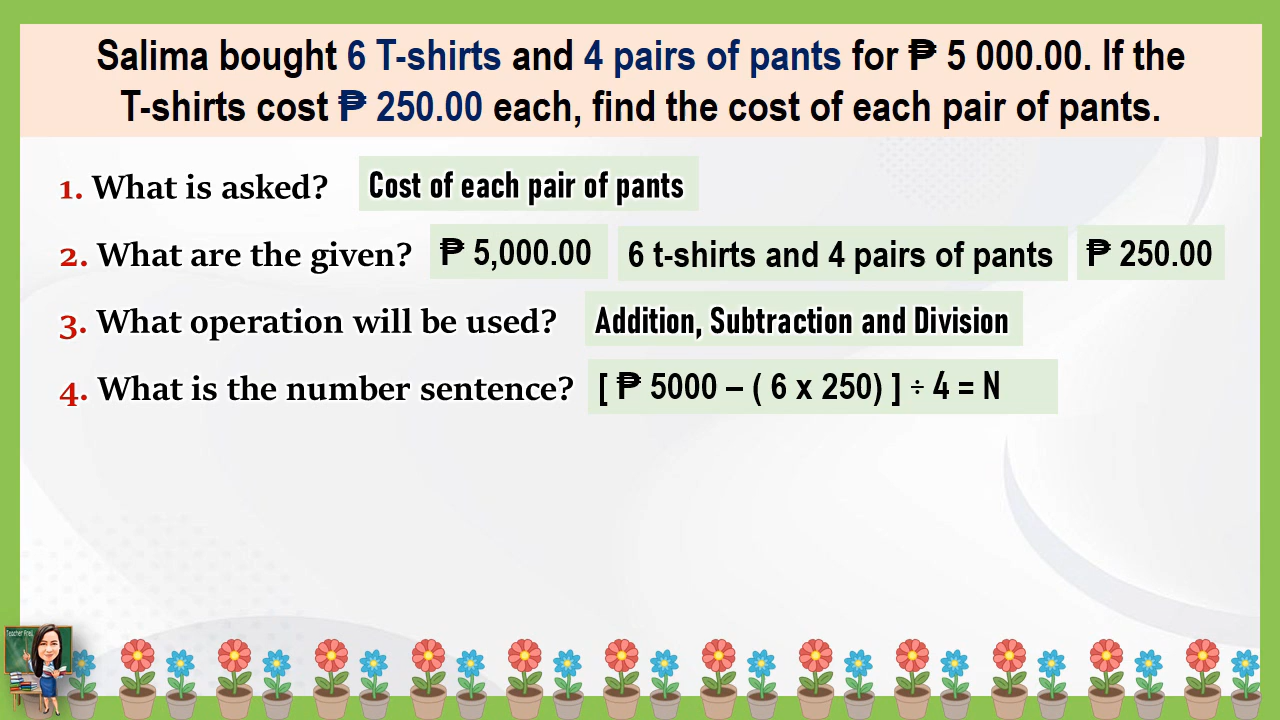 Salima bought 6 T-shirts and 4 pairs of pants for ₱ 5 000.00. If the
T-shirts cost ₱ 250.00 each, find the cost of each pair of pants.
1. What is asked? Cost of each pair of pants
2. What are the given? ₱ 5,000.00 6 t-shirts and 4 pairs of pants ₱ 250.00
3. What operation will be used? Addition, Subtraction and Division
4. What is the number sentence? [ ₱ 5000 – ( 6 x 250) ] ÷ 4 = N
Teacher